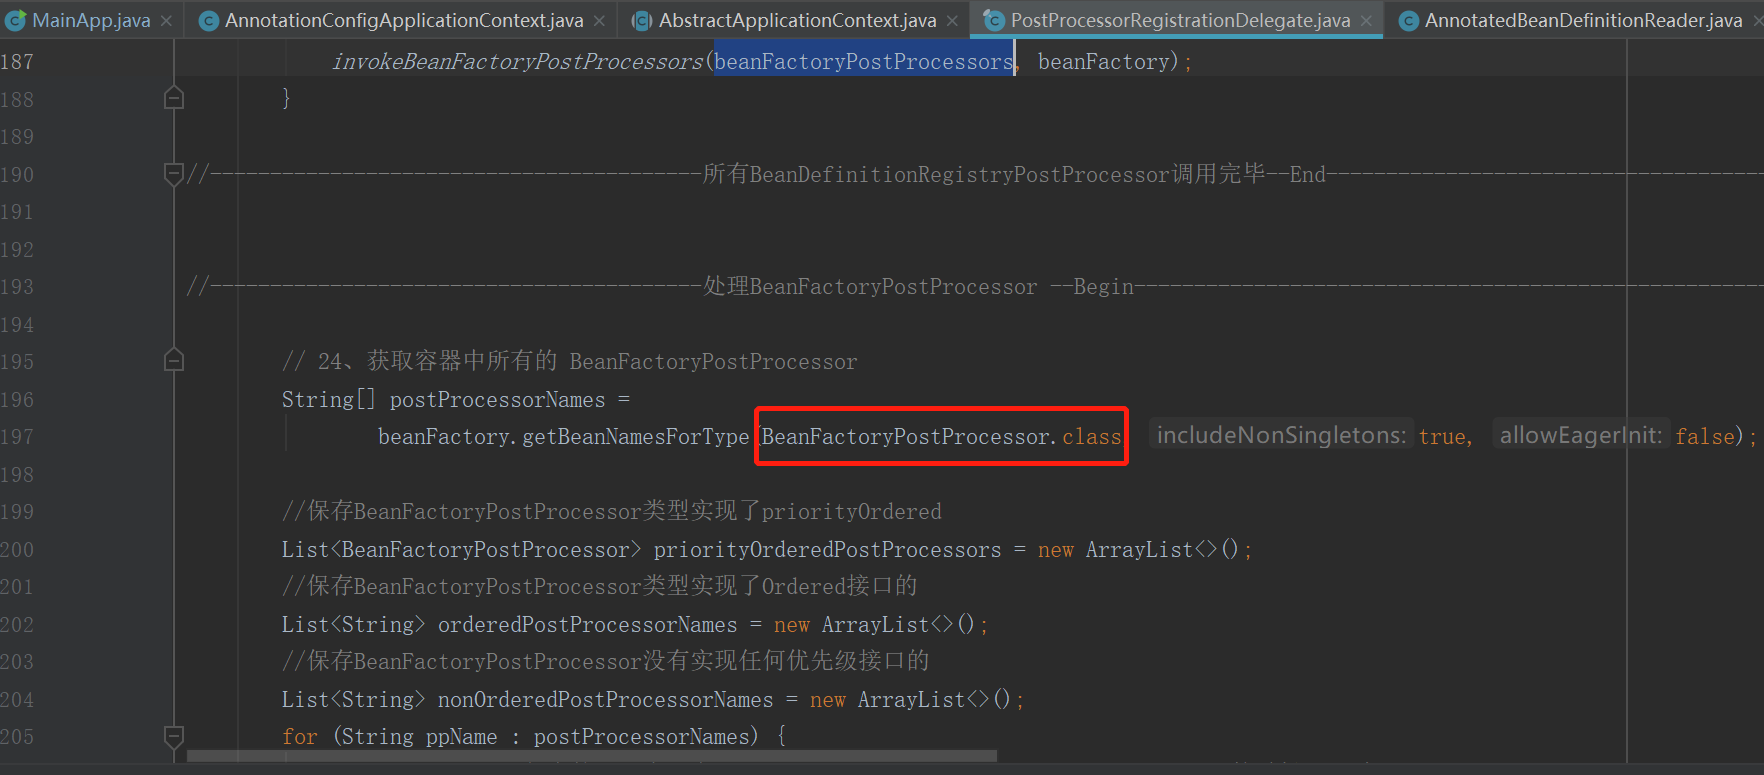 MainApp.java AnnotationConfigApplicationContext.java AbstractApplicationContext.java PostProcessorRegistrationDelegate.java AnnotatedBeanDefinitionReader.java
187 invokeBeanFactoryPostProcessors(beanFactoryPostProcessors, beanFactory);
188 }
189
190 //-----------------------------------------所有BeanDefinitionRegistryPostProcessor调用完毕--End-------------------------------------
191
192
193 //-----------------------------------------处理BeanFactoryPostProcessor --Begin-----------------------------------------------------
194
195 // 24、获取容器中所有的 BeanFactoryPostProcessor
196 String[] postProcessorNames =
197 beanFactory.getBeanNamesForType(BeanFactoryPostProcessor.class includeNonSingletons: true, allowEagerInit: false);
198
199 //保存BeanFactoryPostProcessor类型实现了priorityOrdered
200 List<BeanFactoryPostProcessor> priorityOrderedPostProcessors = new ArrayList<>();
201 //保存BeanFactoryPostProcessor类型实现了Ordered接口的
202 List<String> orderedPostProcessorNames = new ArrayList<>();
203 //保存BeanFactoryPostProcessor没有实现任何优先级接口的
204 List<String> nonOrderedPostProcessorNames = new ArrayList<>();
205 for (String ppName : postProcessorNames) {